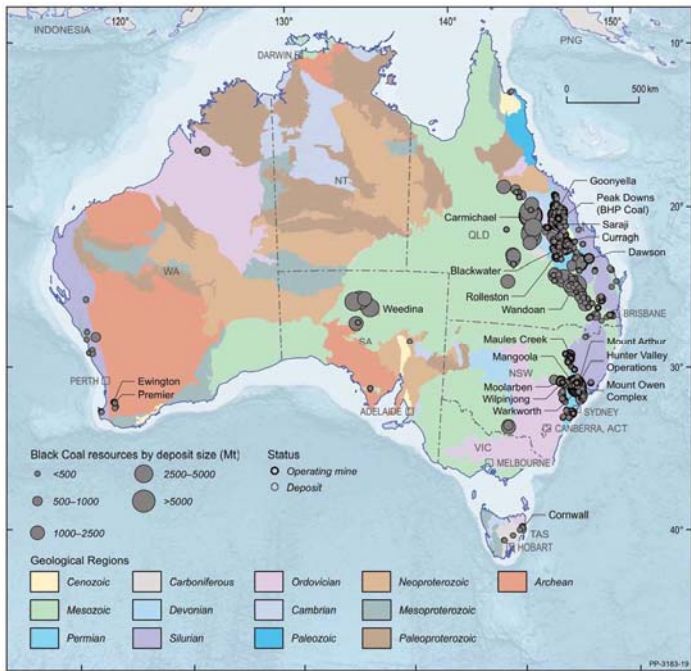 120°
130°
140°
150°
INDONESIA
PNG
10°
DARWIN
0
500 km
Goonyella
Peak Downs
(BHP Coal)
Saraji
Curragh
Dawson
20°
NT
Carmichael
QLD
Blackwater
Rolleston
Wandoan
WA
Weedina
SA
BRISBANE
Maules Creek
Mount Arthur
Mangoola
Hunter Valley
Operations
NSW
30°
PERTH
Ewington
Premier
Moolarben
Wilpinjong
Mount Owen
Complex
Warkworth
SYDNEY
ADELAIDE
CANBERRA, ACT
VIC
MELBOURNE
Cornwall
TAS
HOBART
40°
Black Coal resources by deposit size (Mt)
Status
<500
2500–5000
Operating mine
500–1000
>5000
Deposit
1000–2500
Geological Regions
Cenozoic
Carboniferous
Ordovician
Neoproterozoic
Archean
Mesozoic
Devonian
Cambrian
Mesoproterozoic
Permian
Silurian
Paleozoic
Paleoproterozoic
PP-3183-19